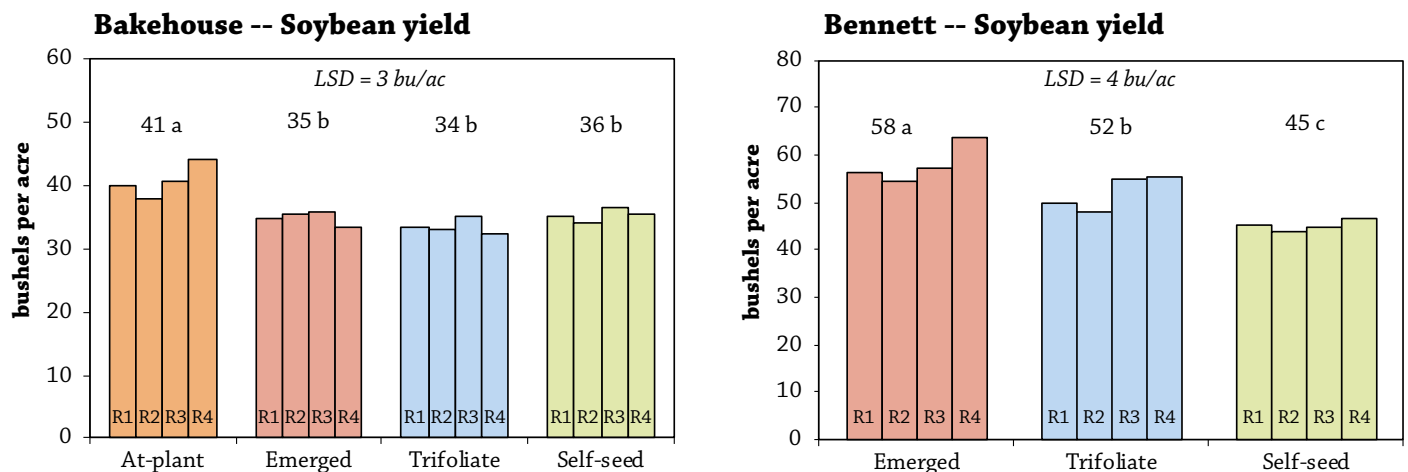 Bakehouse -- Soybean yield
60
50
40
30
20
10
0
bushels per acre
LSD = 3 bu/ac
41 a
35 b
34 b
36 b
R1 R2 R3 R4
R1 R2 R3 R4
R1 R2 R3 R4
R1 R2 R3 R4
At-plant
Emerged
Trifoliate
Self-seed
Bennett -- Soybean yield
80
70
60
50
40
30
20
10
0
bushels per acre
LSD = 4 bu/ac
58 a
52 b
45 c
R1 R2 R3 R4
R1 R2 R3 R4
R1 R2 R3 R4
Emerged
Trifoliate
Self-seed